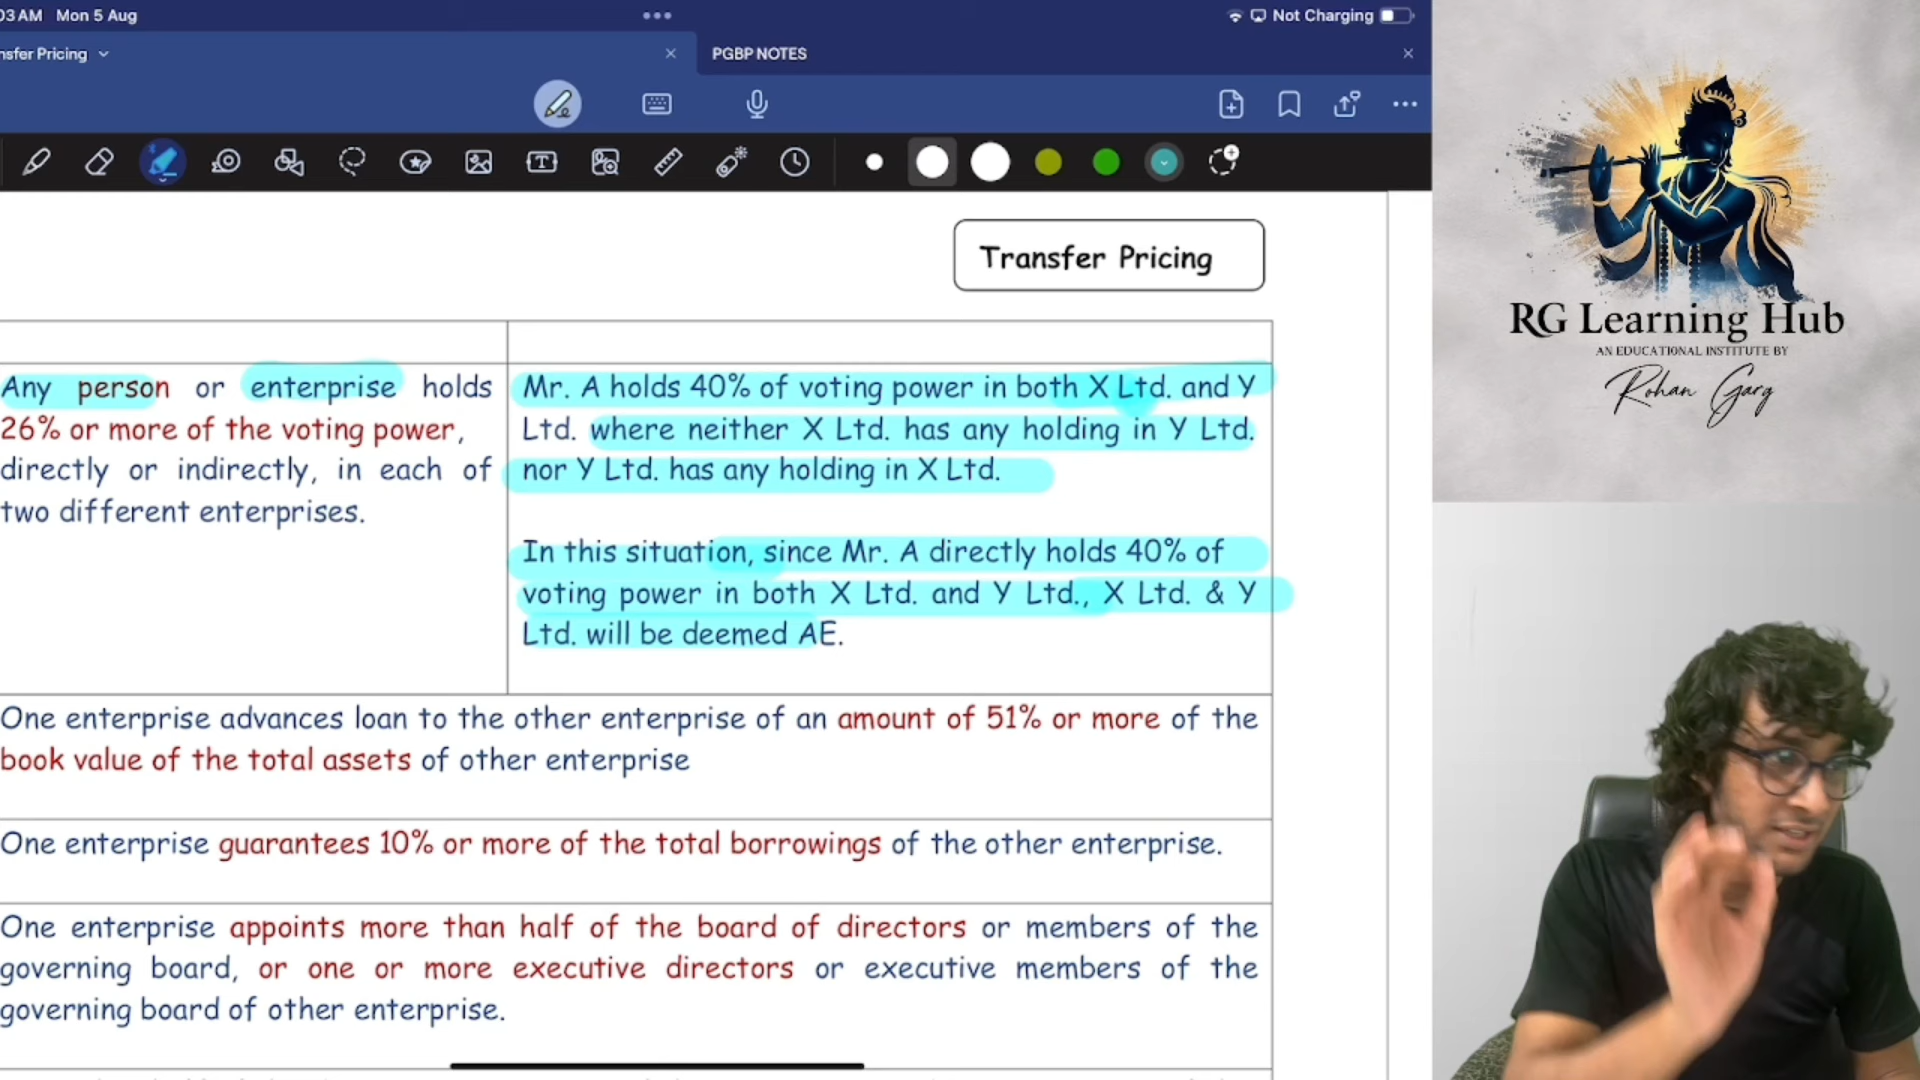 03 AM Mon 5 Aug
Not Charging
nsfer Pricing
PGBP NOTES
Transfer Pricing
Any person or enterprise holds
26% or more of the voting power,
directly or indirectly, in each of
two different enterprises.
Mr. A holds 40% of voting power in both X Ltd. and Y
Ltd. where neither X Ltd. has any holding in Y Ltd.
nor Y Ltd. has any holding in X Ltd.
In this situation, since Mr. A directly holds 40% of
voting power in both X Ltd. and Y Ltd., X Ltd. & Y
Ltd. will be deemed AE.
One enterprise advances loan to the other enterprise of an amount of 51% or more of the
book value of the total assets of other enterprise
One enterprise guarantees 10% or more of the total borrowings of the other enterprise.
One enterprise appoints more than half of the board of directors or members of the
governing board, or one or more executive directors or executive members of the
governing board of other enterprise.
RG Learning Hub
AN EDUCATIONAL INSTITUTE BY
Rohan Garg